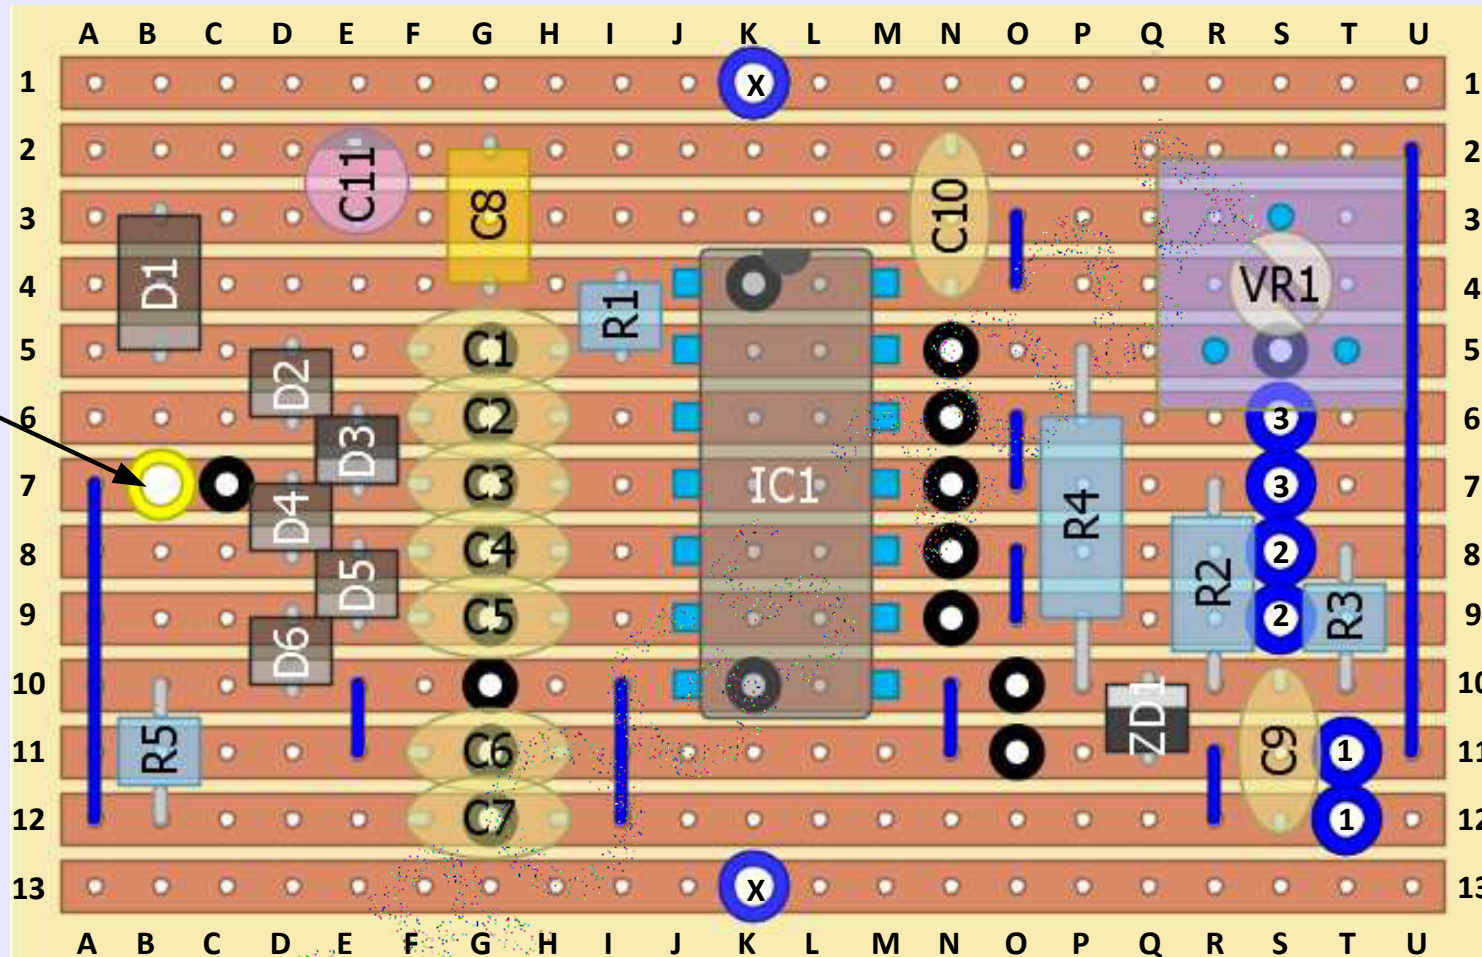 A B C D E F G H I J K L M N O P Q R S T U
1 X 1
2 C11 2
3 C8 C10 3
4 D1 R1 VR1 4
5 C1 5
6 D2 C2 3 6
7 D3 C3 IC1 3 7
8 D4 C4 R4 2 8
9 D5 C5 R2 2 R3 9
10 D6 10
11 R5 C6 ZD1 C9 1 11
12 C7 1 12
13 X 13
A B C D E F G H I J K L M N O P Q R S T U